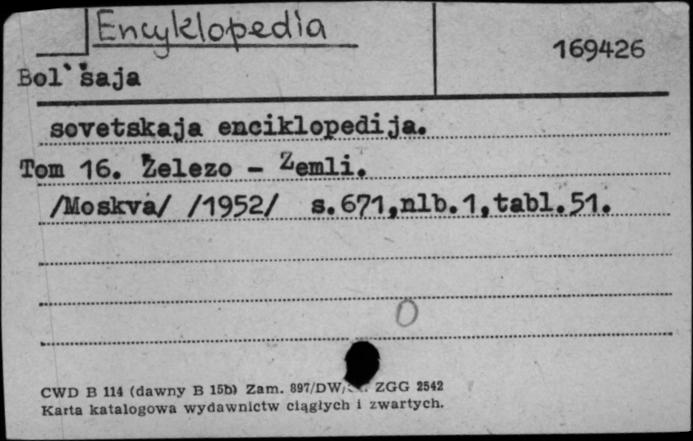 Encyklopedia
169426
Bol'šaja
sovetskaja enciklopedija.
Tom 16. Železo - Zemli.
/Moskva/ /1952/ s.671,nlb.1,tabl.51.
0
CWD B 114 (dawny B 15b) Zam. 897/DW/ ZGG 2542
Karta katalogowa wydawnictw ciągłych i zwartych.